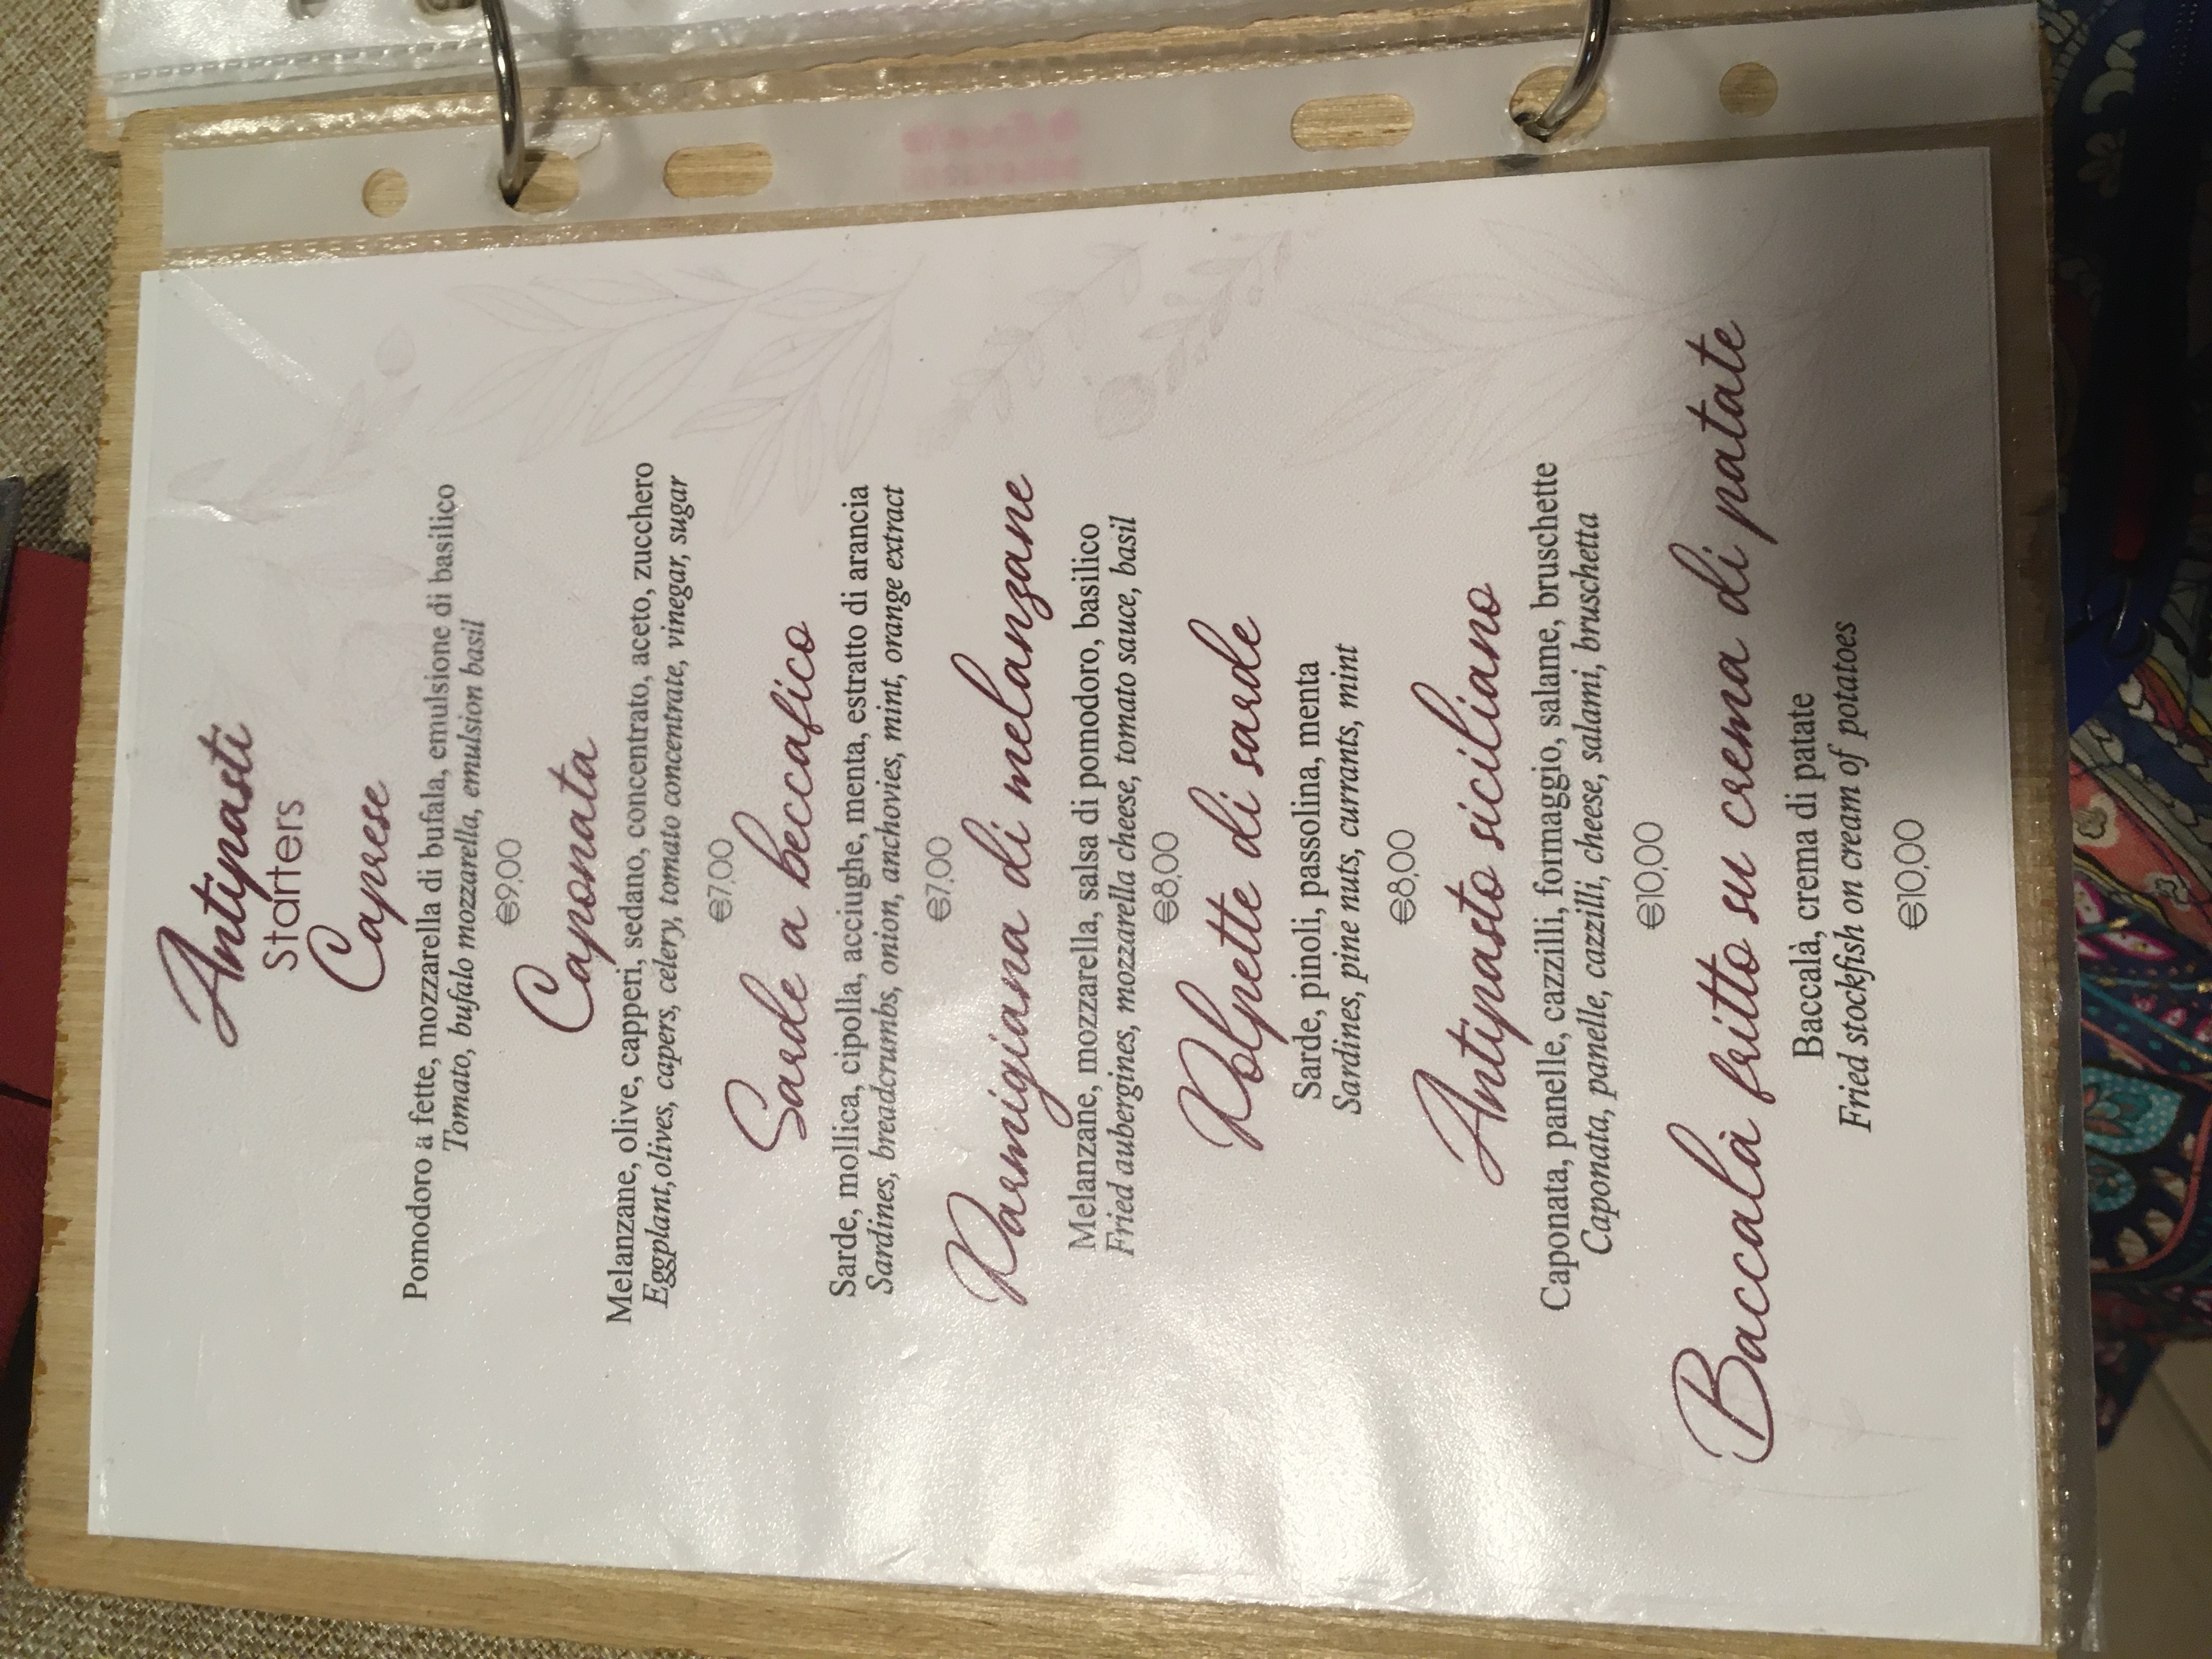 Antipasti
Starters
Caprese
Pomodoro a fette, mozzarella di bufala, emulsione di basilico
Tomato, bufalo mozzarella, emulsion basil
€9,00
Caponata
Melanzane, olive, capperi, sedano, concentrato, aceto, zucchero
Eggplant,olives, capers, celery, tomato concentrate, vinegar, sugar
€7,00
Sarde a beccafico
Sarde, mollica, cipolla, acciughe, menta, estratto di arancia
Sardines, breadcrumbs, onion, anchovies, mint, orange extract
€7,00
Parmigiana di melanzane
Melanzane, mozzarella, salsa di pomodoro, basilico
Fried aubergines, mozzarella cheese, tomato sauce, basil
€8,00
Polpette di sarde
Sarde, pinoli, passolina, menta
Sardines, pine nuts, currants, mint
€8,00
Antipasto siciliano
Caponata, panelle, cazzilli, formaggio, salame, bruschette
Caponata, panelle, cazzilli, cheese, salami, bruschetta
€10,00
Baccalà fritto su crema di patate
Baccalà, crema di patate
Fried stockfish on cream of potatoes
€10,00